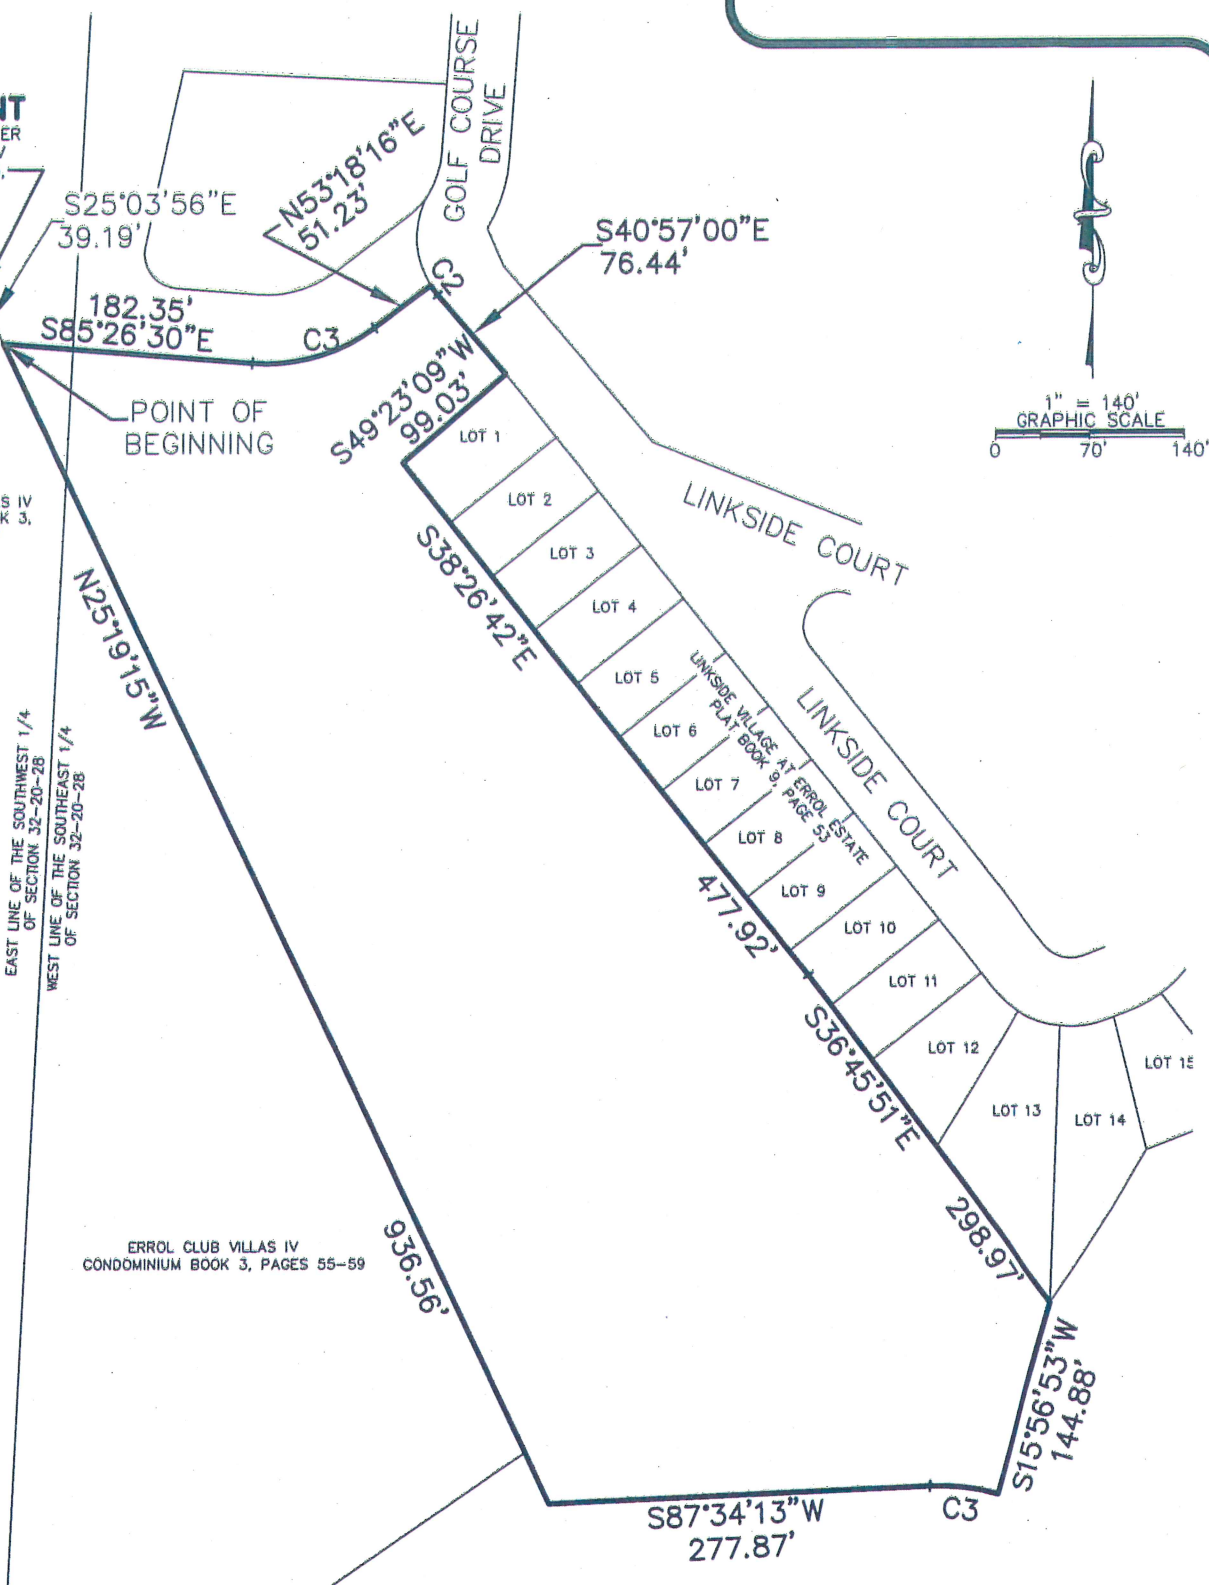 NT
ER
S25°03'56"E
39.19'
N53°18'16"E
51.23'
GOLF COURSE
DRIVE
S40°57'00"E
76.44'
C2
182.35'
S85°26'30"E
C3
POINT OF
BEGINNING
S49°23'09"W
99.03'
1" = 140'
GRAPHIC SCALE
0 70' 140'
S IV
K 3,
LOT 1
LOT 2
LOT 3
LOT 4
LOT 5
LOT 6
LOT 7
LOT 8
LOT 9
LOT 10
LOT 11
LOT 12
LOT 13
LOT 14
LOT 15
LINKSIDE COURT
LINKSIDE COURT
LINKSIDE VILLAGE AT ERROL ESTATE
PLAT BOOK 9, PAGE 53
S38°26'42"E
477.92'
N25°19'15"W
936.56'
EAST LINE OF THE SOUTHWEST 1/4
OF SECTION 32-20-28
WEST LINE OF THE SOUTHEAST 1/4
OF SECTION 32-20-28
S36°45'51"E
298.97'
ERROL CLUB VILLAS IV
CONDOMINIUM BOOK 3, PAGES 55-59
S15°56'53"W
144.88'
C3
S87°34'13"W
277.87'